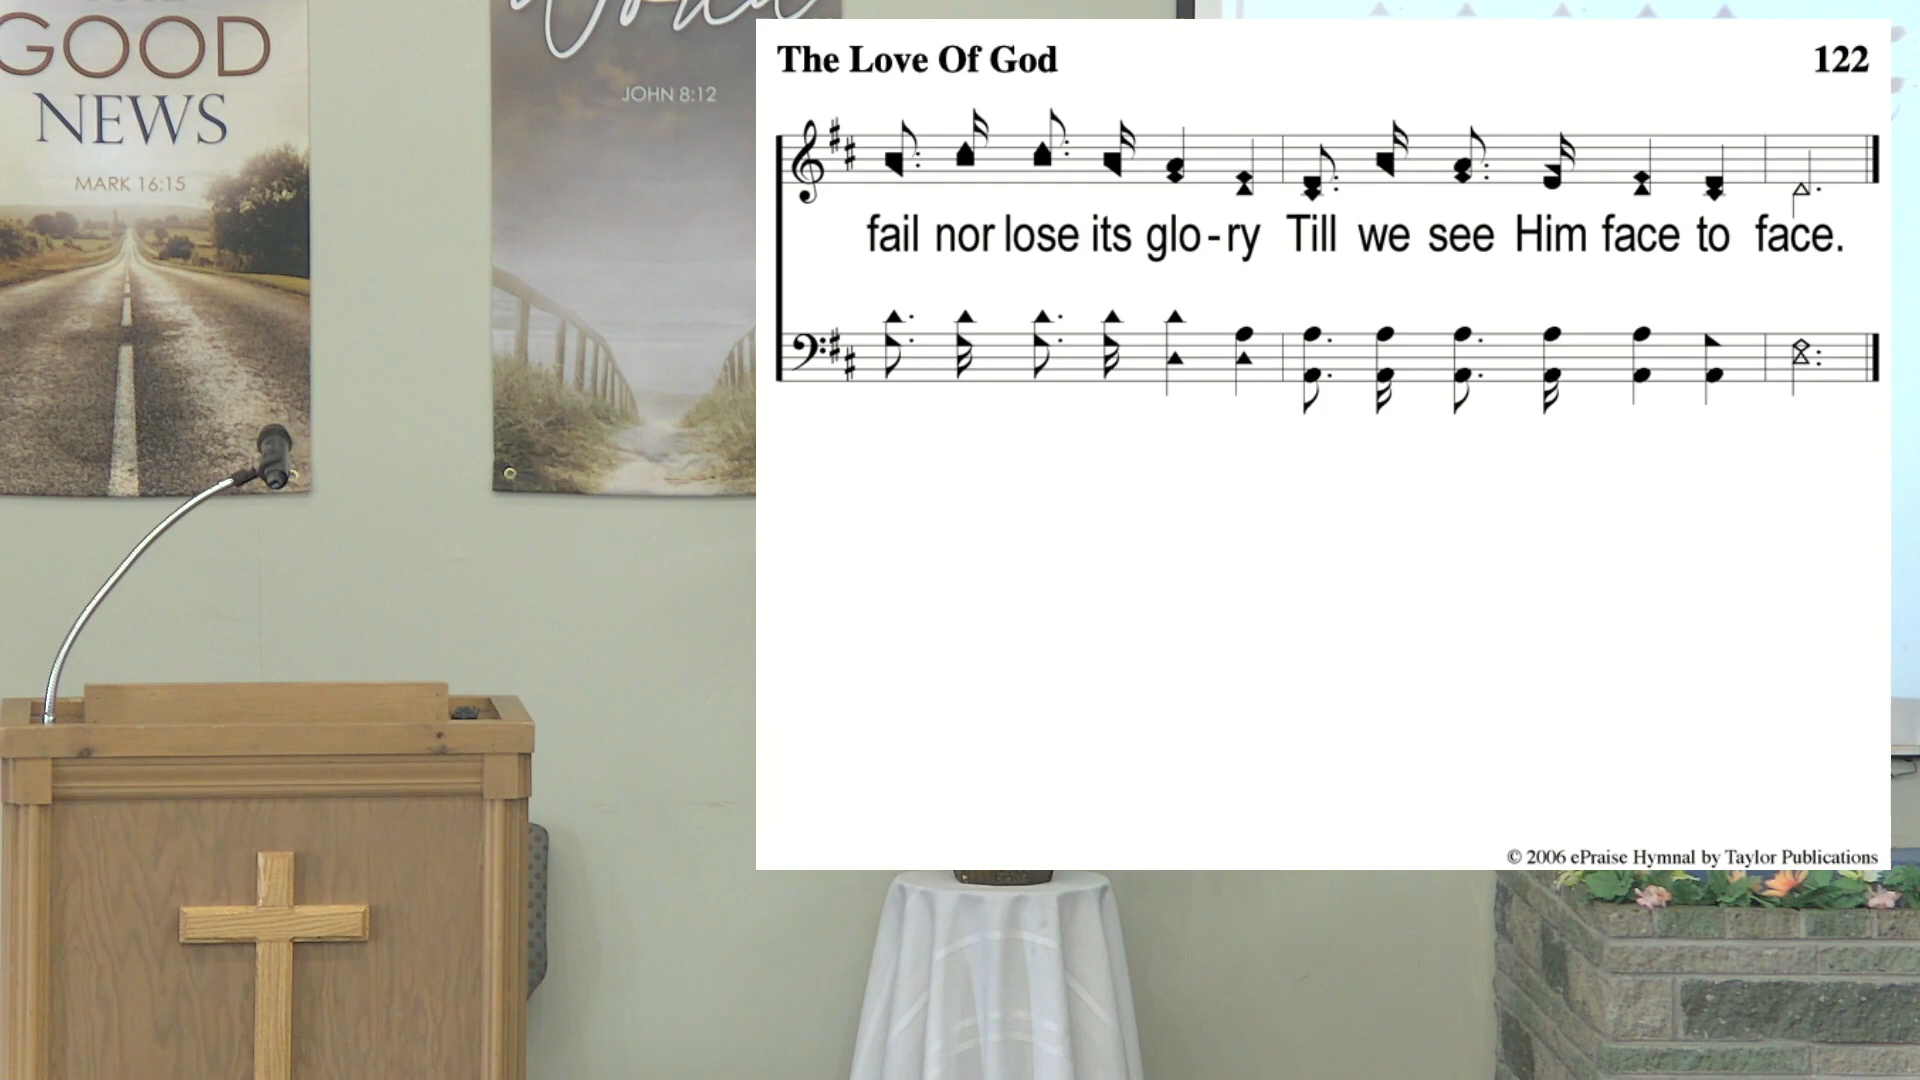 GOOD
NEWS
MARK 16:15
World
JOHN 8:12
The Love Of God
122
fail nor lose its glo-ry Till we see Him face to face.
© 2006 ePraise Hymnal by Taylor Publications